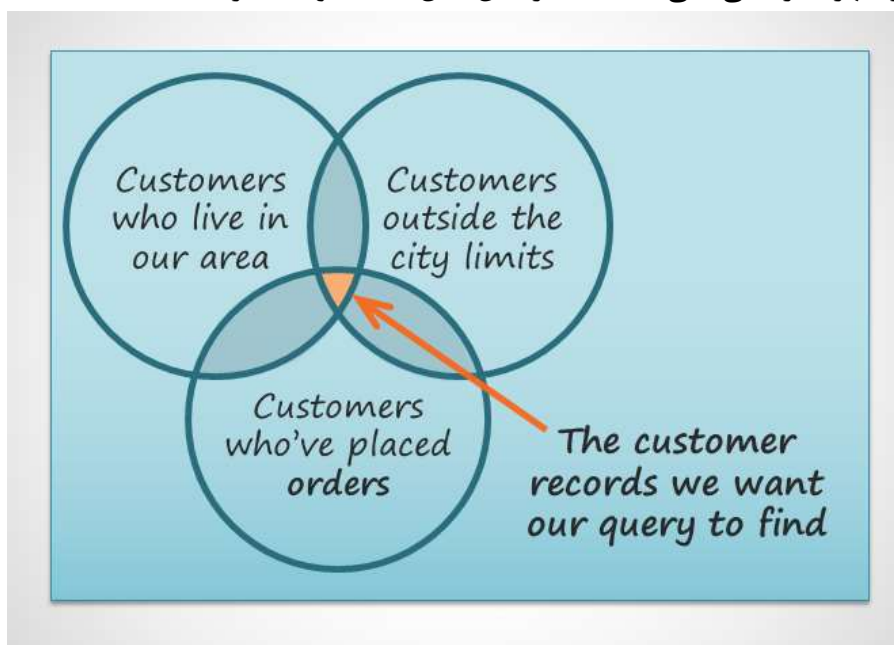 Customers
who live in
our area
Customers
outside the
city limits
Customers
who've placed
orders
The customer
records we want
our query to find